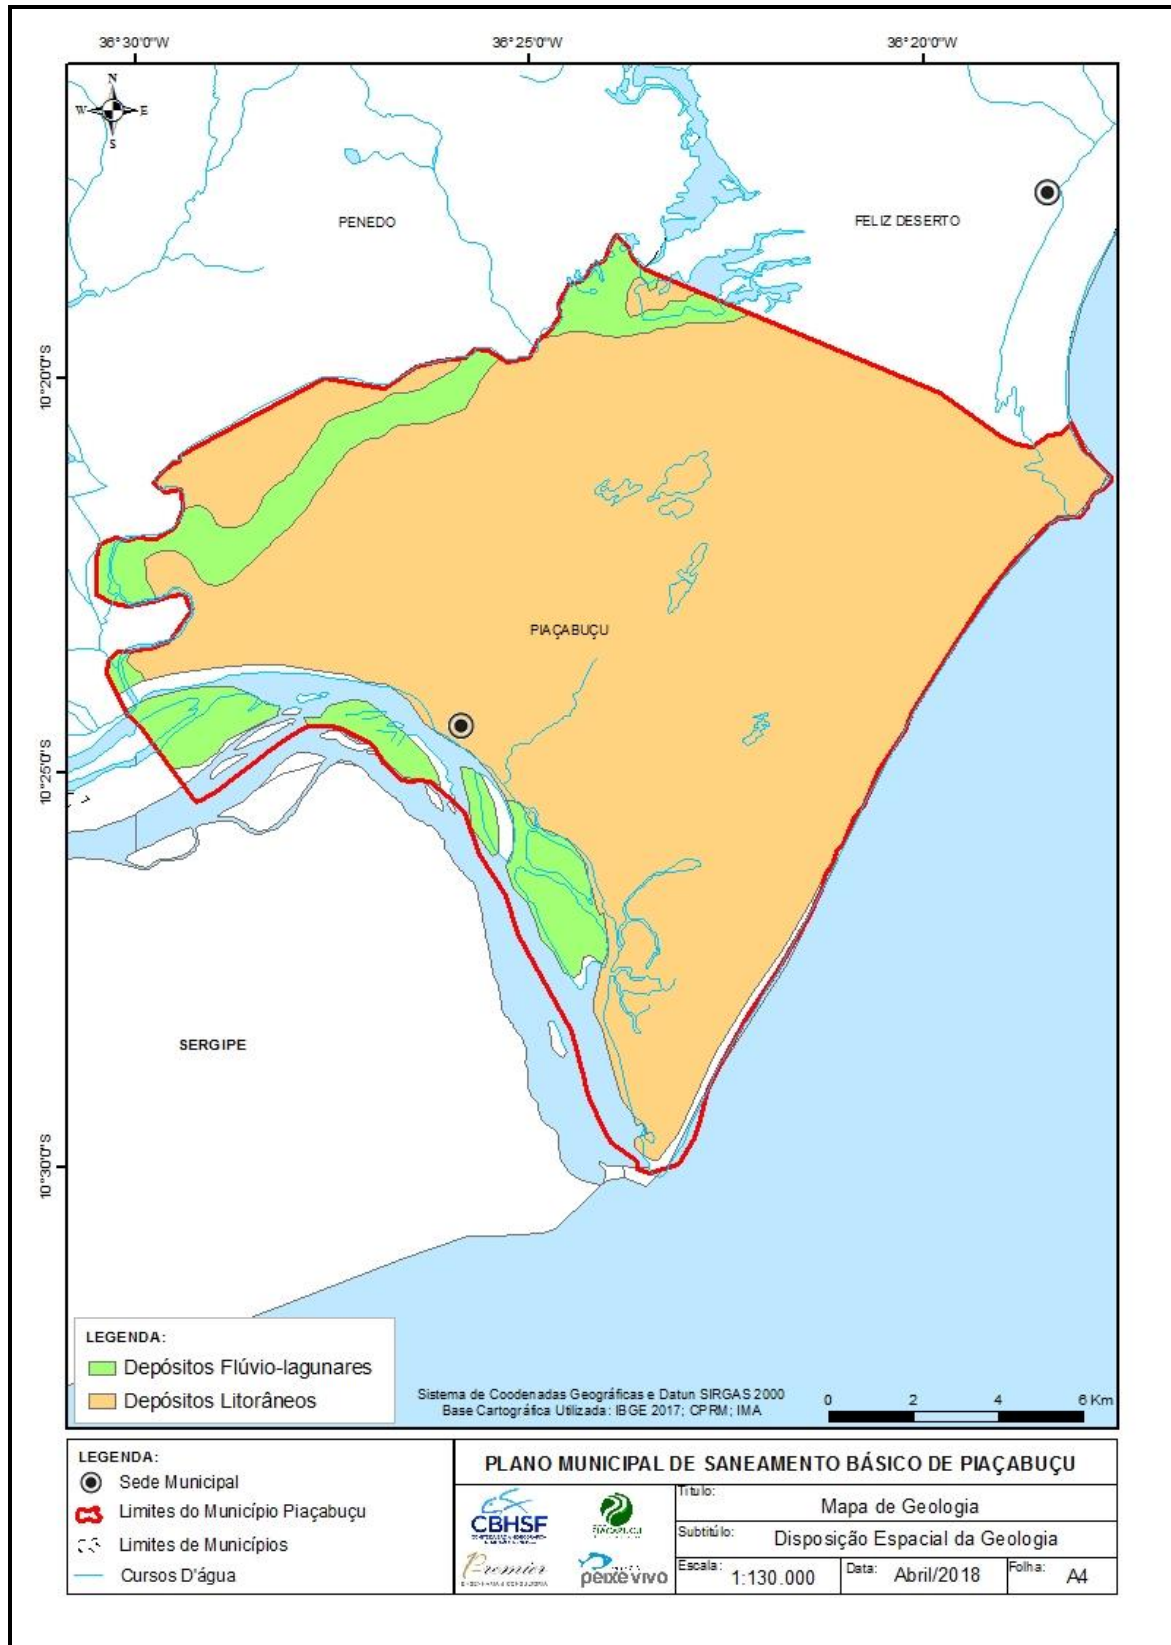 36°30'0"W
36°25'0"W
36°20'0"W
N
W
E
S
PENEDO
FELIZ DESERTO
10°20'0"S
PIAÇABUÇU
10°25'0"S
SERGIPE
10°30'0"S
LEGENDA:
Depósitos Flúvio-lagunares
Depósitos Litorâneos
Sistema de Coodenadas Geográficas e Datun SIRGAS 2000
Base Cartográfica Utilizada: IBGE 2017; CPRM; IMA
0 2 4 6 Km
LEGENDA:
Sede Municipal
Limites do Município Piaçabuçu
Limites de Municípios
Cursos D'água
PLANO MUNICIPAL DE SANEAMENTO BÁSICO DE PIAÇABUÇU
CBHSF
PIAÇABUÇU
Premier
ENGENHARIA E CONSULTORIA
peixe vivo
Título:
Mapa de Geologia
Subtitúlo:
Disposição Espacial da Geologia
Escala:
1:130.000
Data:
Abril/2018
Folha:
A4